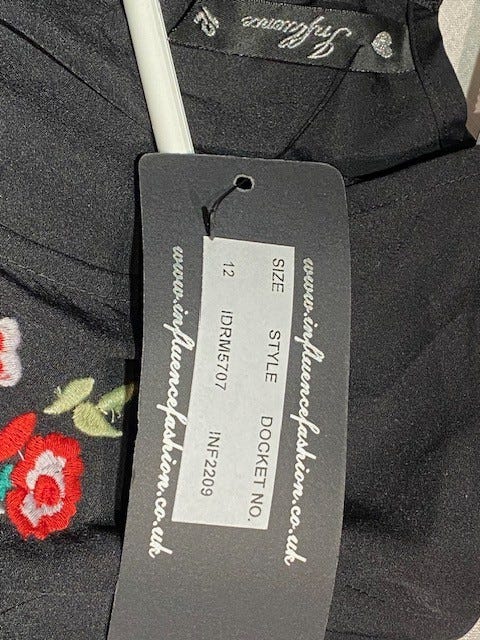 Influence 12
www.influencefashion.co.uk
SIZE STYLE DOCKET NO.
12 IDRM5707 INF2209
www.influencefashion.co.uk